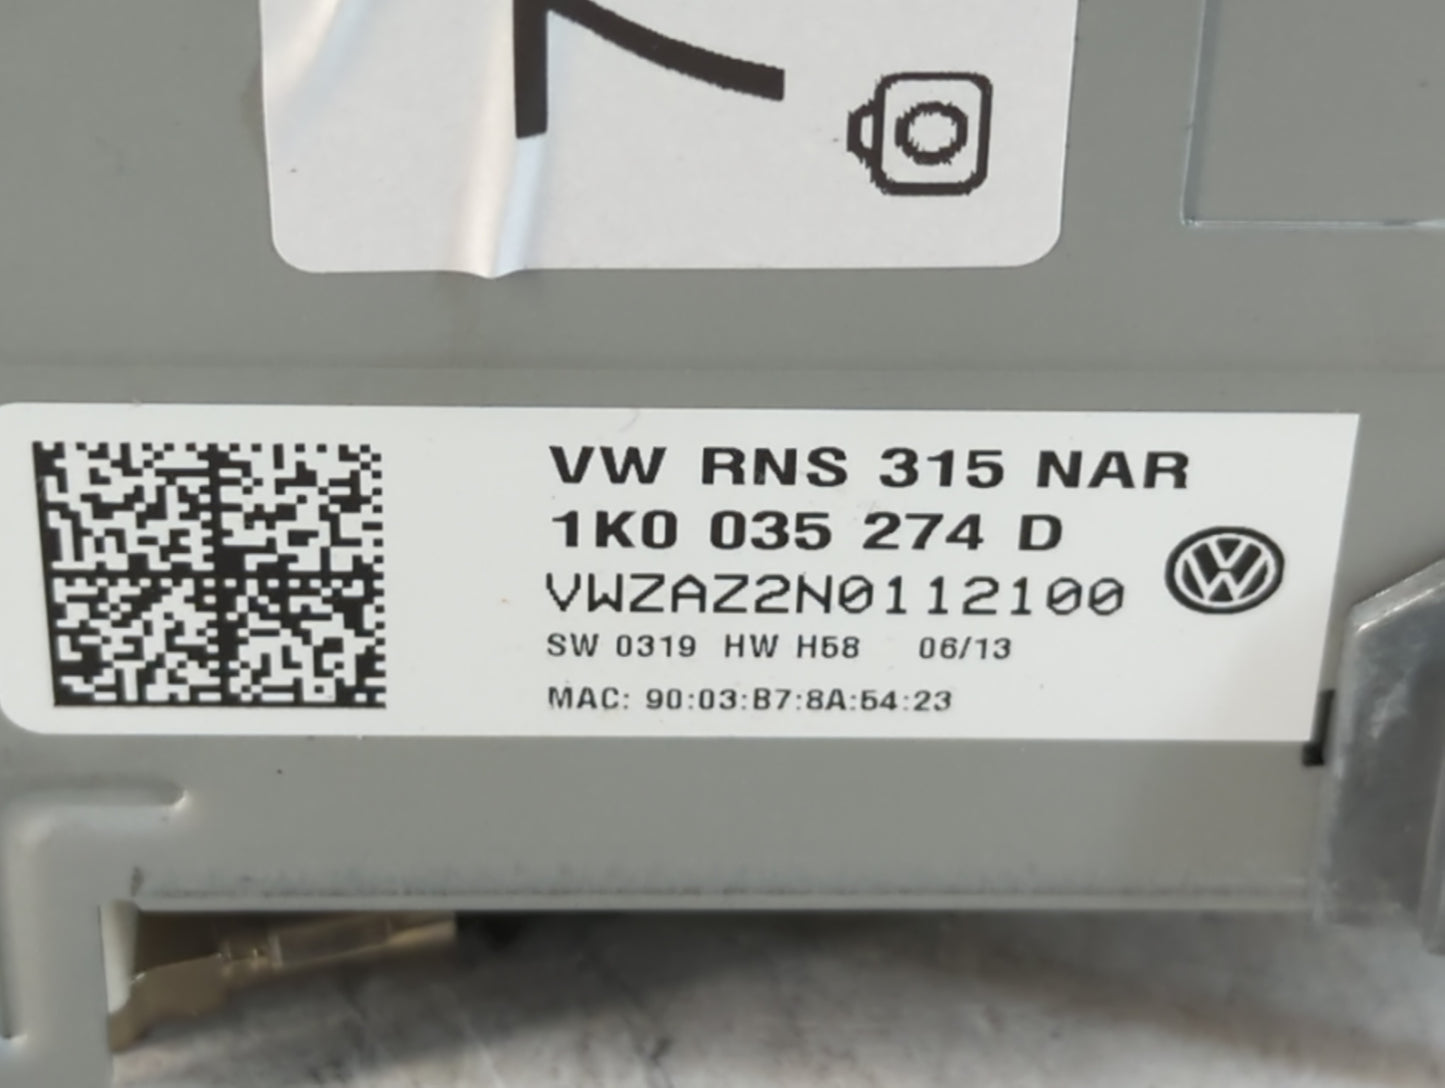 VW RNS 315 NAR
1K0 035 274 D
VWZAZ2N0112100
SW 0319 HW H58 06/13
MAC: 90:03:B7:8A:54:23